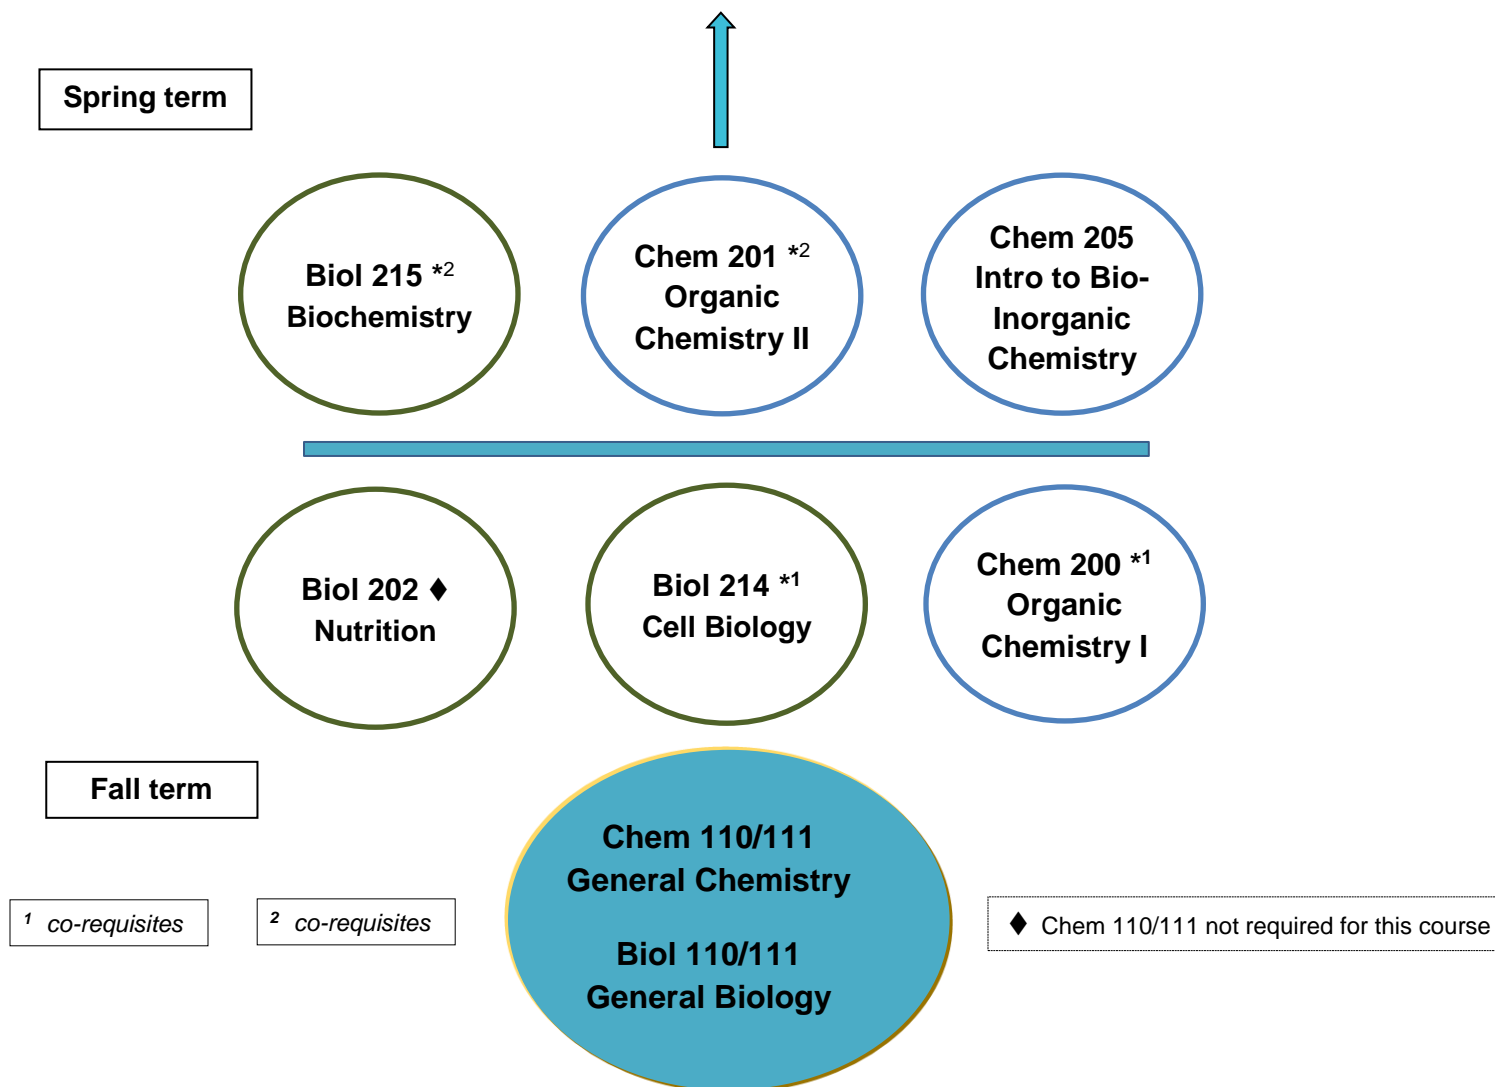 Spring term
Biol 215 *2
Biochemistry
Chem 201 *2
Organic
Chemistry II
Chem 205
Intro to Bio-
Inorganic
Chemistry
Biol 202 ♦
Nutrition
Biol 214 *1
Cell Biology
Chem 200 *1
Organic
Chemistry I
Fall term
Chem 110/111
General Chemistry
Biol 110/111
General Biology
1 co-requisites
2 co-requisites
♦ Chem 110/111 not required for this course